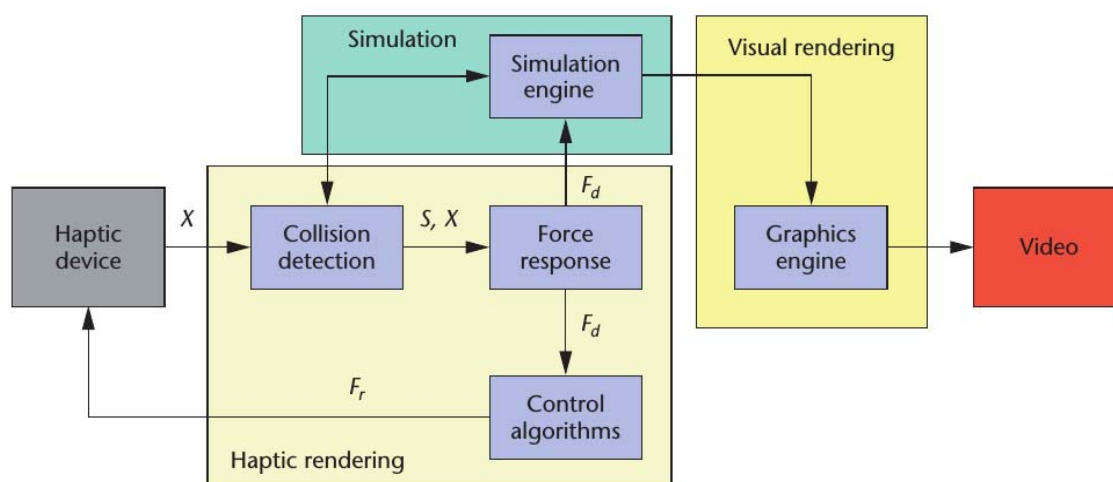 Simulation
Simulation
engine
Visual rendering
F_d
Haptic
device
X
Collision
detection
S, X
Force
response
Graphics
engine
Video
F_d
F_r
Control
algorithms
Haptic rendering